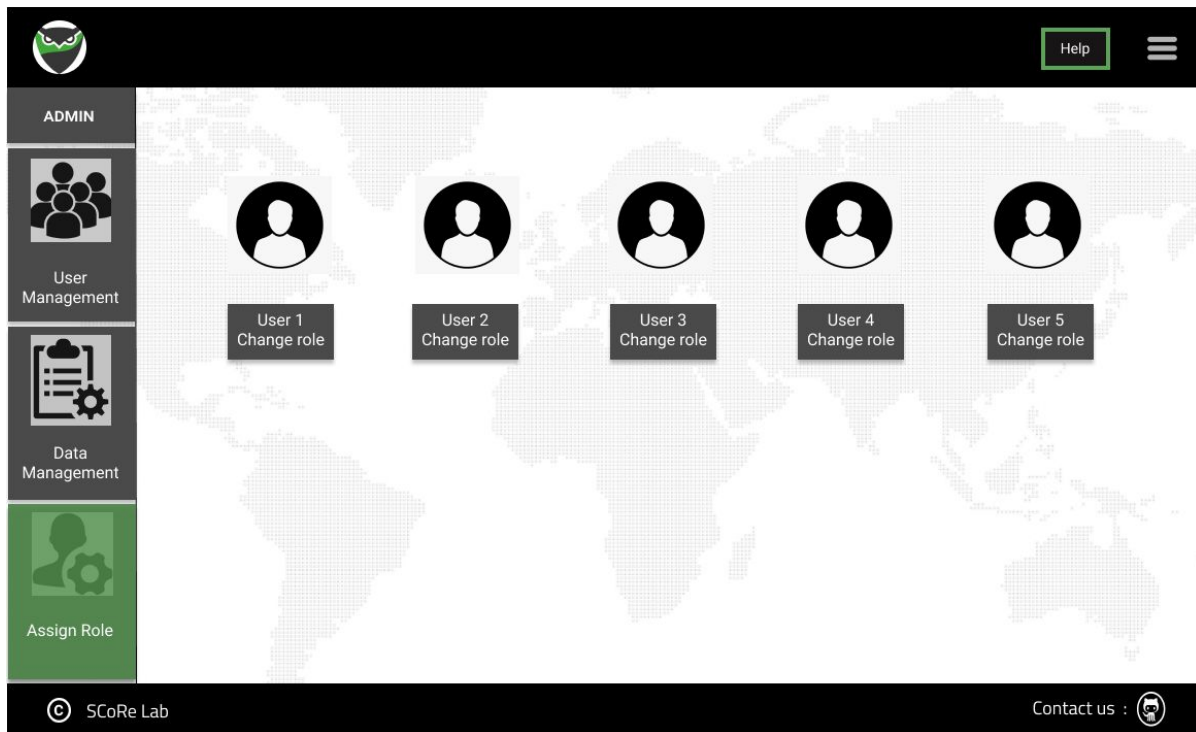 Help
ADMIN
User
Management
Data
Management
Assign Role
User 1
Change role
User 2
Change role
User 3
Change role
User 4
Change role
User 5
Change role
© SCoRe Lab
Contact us :